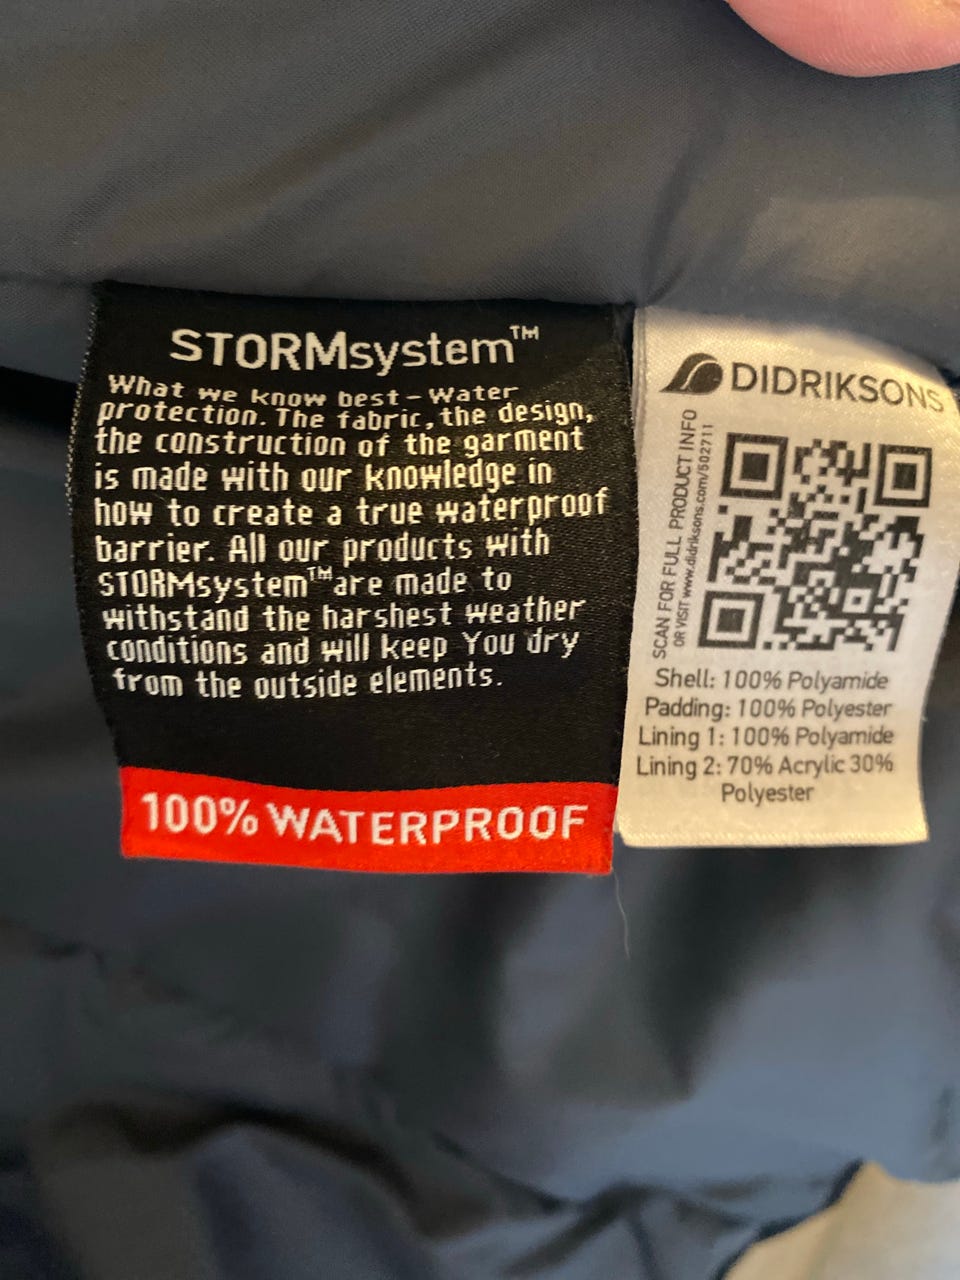 STORMsystem™
What we know best - Water
protection. The fabric, the design,
the construction of the garment
is made with our knowledge in
how to create a true waterproof
barrier. All our products with
STORMsystem™ are made to
withstand the harshest weather
conditions and will keep You dry
from the outside elements.
100% WATERPROOF
DIDRIKSONS
SCAN FOR FULL PRODUCT INFO
OR VISIT www.didriksons.com/502711
Shell: 100% Polyamide
Padding: 100% Polyester
Lining 1: 100% Polyamide
Lining 2: 70% Acrylic 30%
Polyester